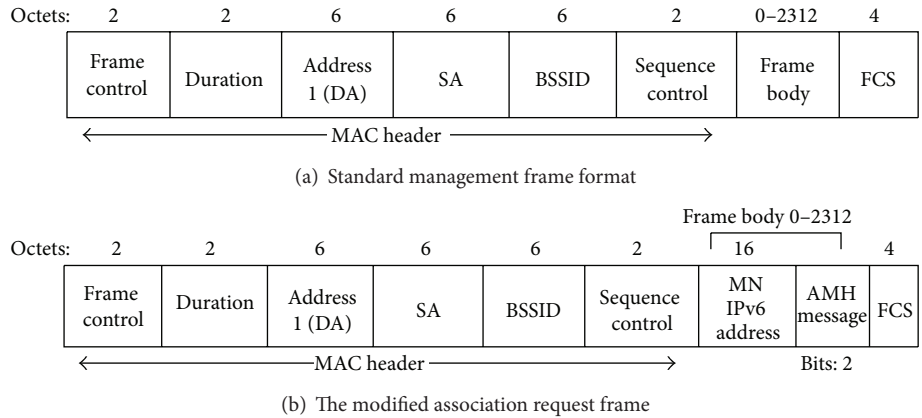 Octets: 2 2 6 6 6 2 0–2312 4
Frame control
Duration
Address 1 (DA)
SA
BSSID
Sequence control
Frame body
FCS
MAC header
(a) Standard management frame format
Frame body 0–2312
Octets: 2 2 6 6 6 2 16 4
Frame control
Duration
Address 1 (DA)
SA
BSSID
Sequence control
MN IPv6 address
AMH message
FCS
MAC header
Bits: 2
(b) The modified association request frame